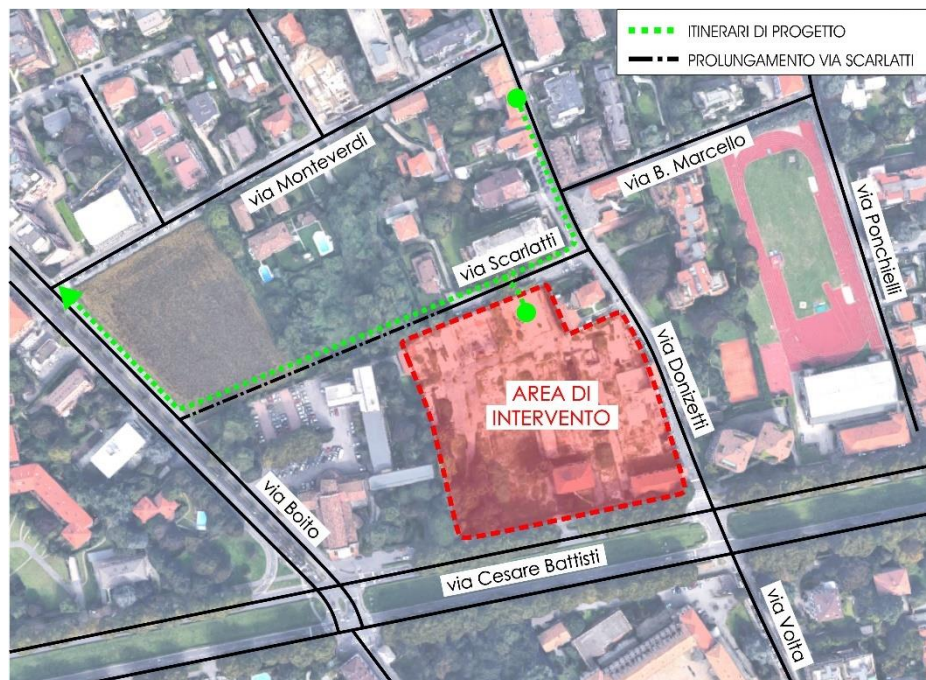 ITINERARI DI PROGETTO
PROLUNGAMENTO VIA SCARLATTI
via Monteverdi
via B. Marcello
via Scarlatti
via Ponchielli
via Donizetti
AREA DI
INTERVENTO
via Boito
via Cesare Battisti
via Volta